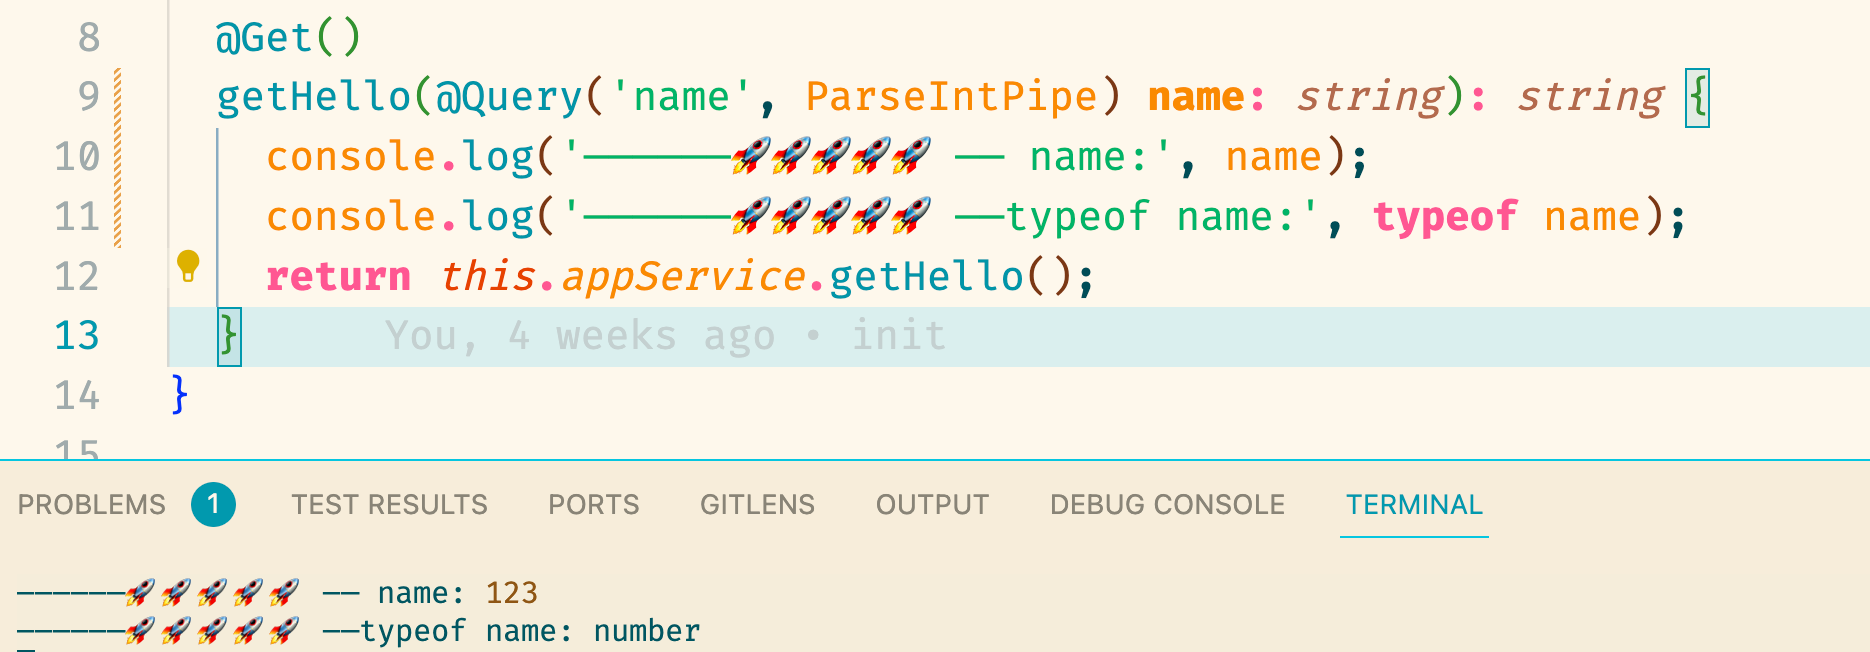 8 @Get()
9 getHello(@Query('name', ParseIntPipe) name: string): string {
10 console.log('------🚀🚀🚀🚀🚀 -- name:', name);
11 console.log('------🚀🚀🚀🚀🚀 --typeof name:', typeof name);
12 return this.appService.getHello();
13 } You, 4 weeks ago • init
14 }
15
PROBLEMS 1 TEST RESULTS PORTS GITLENS OUTPUT DEBUG CONSOLE TERMINAL
------🚀🚀🚀🚀🚀 -- name: 123
------🚀🚀🚀🚀🚀 --typeof name: number